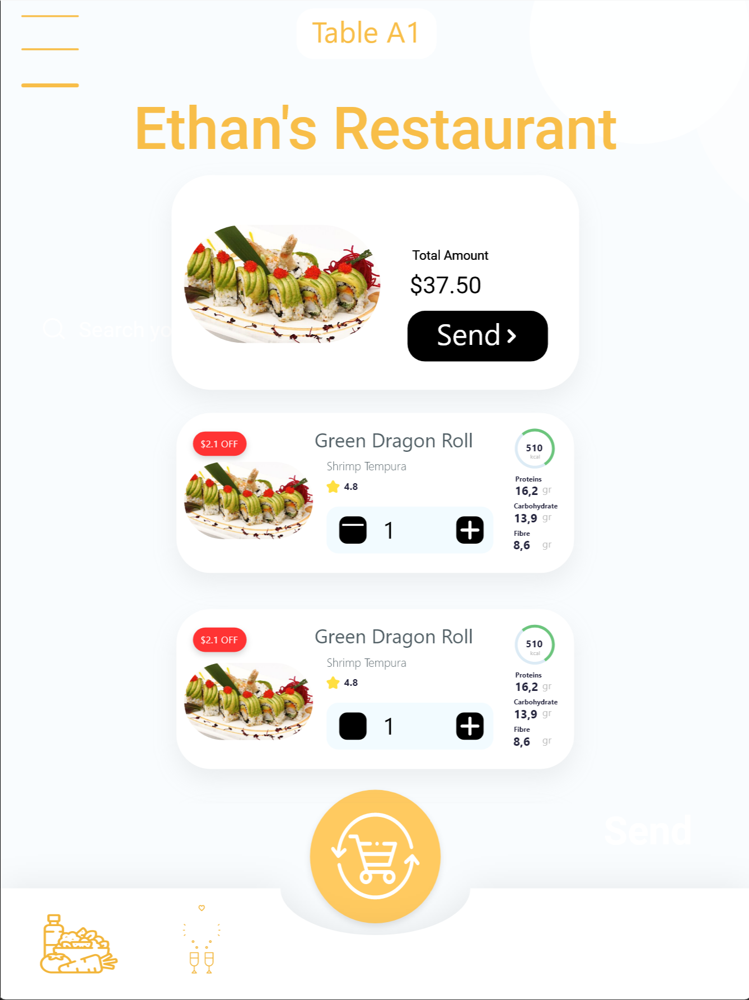 Table A1
Ethan's Restaurant
Total Amount
$37.50
Search yo
Send
$2.1 OFF
Green Dragon Roll
510
kcal
Shrimp Tempura
4.8
Proteins
16,2 gr
Carbohydrate
13,9 gr
Fibre
8,6 gr
1
$2.1 OFF
Green Dragon Roll
510
kcal
Shrimp Tempura
4.8
Proteins
16,2 gr
Carbohydrate
13,9 gr
Fibre
8,6 gr
1
Send